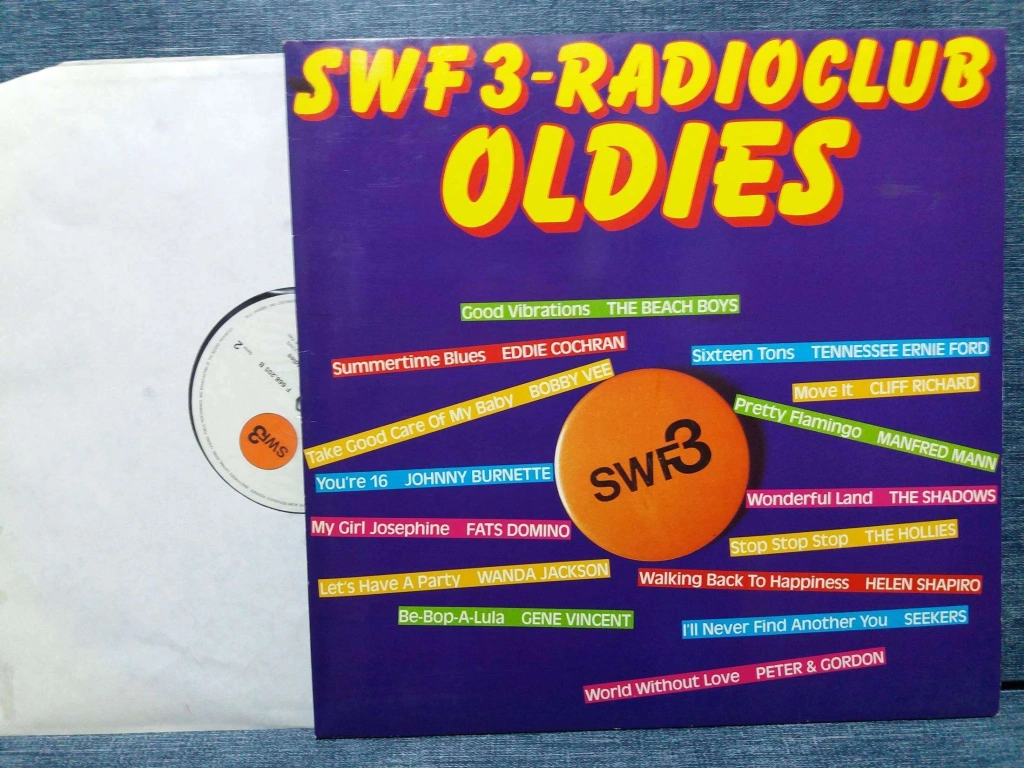 SWF 3-RADIOCLUB
OLDIES
Good Vibrations THE BEACH BOYS
Summertime Blues EDDIE COCHRAN
Sixteen Tons TENNESSEE ERNIE FORD
Take Good Care Of My Baby BOBBY VEE
Move It CLIFF RICHARD
Pretty Flamingo MANFRED MANN
You're 16 JOHNNY BURNETTE
SWF3
Wonderful Land THE SHADOWS
My Girl Josephine FATS DOMINO
Stop Stop Stop THE HOLLIES
Let's Have A Party WANDA JACKSON
Walking Back To Happiness HELEN SHAPIRO
Be-Bop-A-Lula GENE VINCENT
I'll Never Find Another You SEEKERS
World Without Love PETER & GORDON
2
SWF3